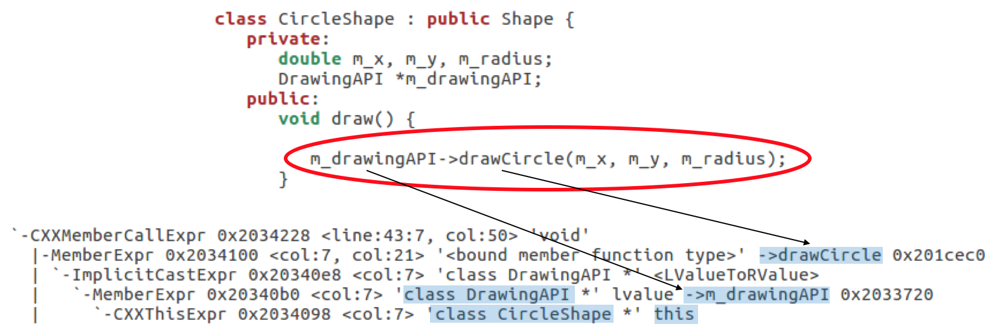 class CircleShape : public Shape {
private:
double m_x, m_y, m_radius;
DrawingAPI *m_drawingAPI;
public:
void draw() {
m_drawingAPI->drawCircle(m_x, m_y, m_radius);
}
`-CXXMemberCallExpr 0x2034228 <line:43:7, col:50> 'void'
|-MemberExpr 0x2034100 <col:7, col:21> '<bound member function type>' ->drawCircle 0x201cec0
| `-ImplicitCastExpr 0x20340e8 <col:7> 'class DrawingAPI *' <LValueToRValue>
| `-MemberExpr 0x20340b0 <col:7> 'class DrawingAPI *' lvalue ->m_drawingAPI 0x2033720
| `-CXXThisExpr 0x2034098 <col:7> 'class CircleShape *' this